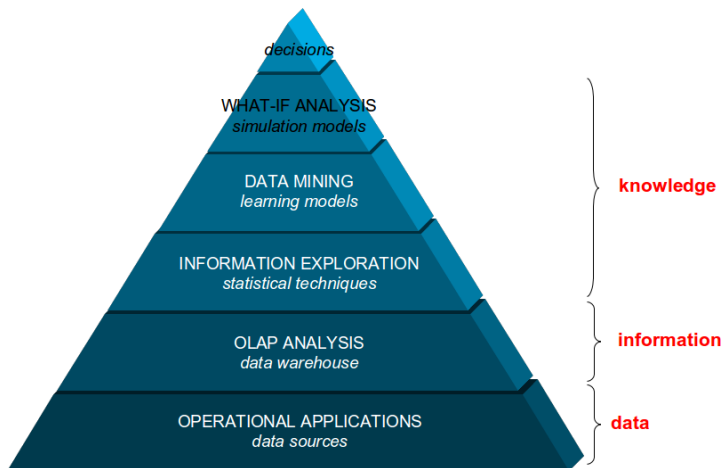 decisions
WHAT-IF ANALYSIS
simulation models
DATA MINING
learning models
knowledge
INFORMATION EXPLORATION
statistical techniques
OLAP ANALYSIS
data warehouse
information
OPERATIONAL APPLICATIONS
data sources
data